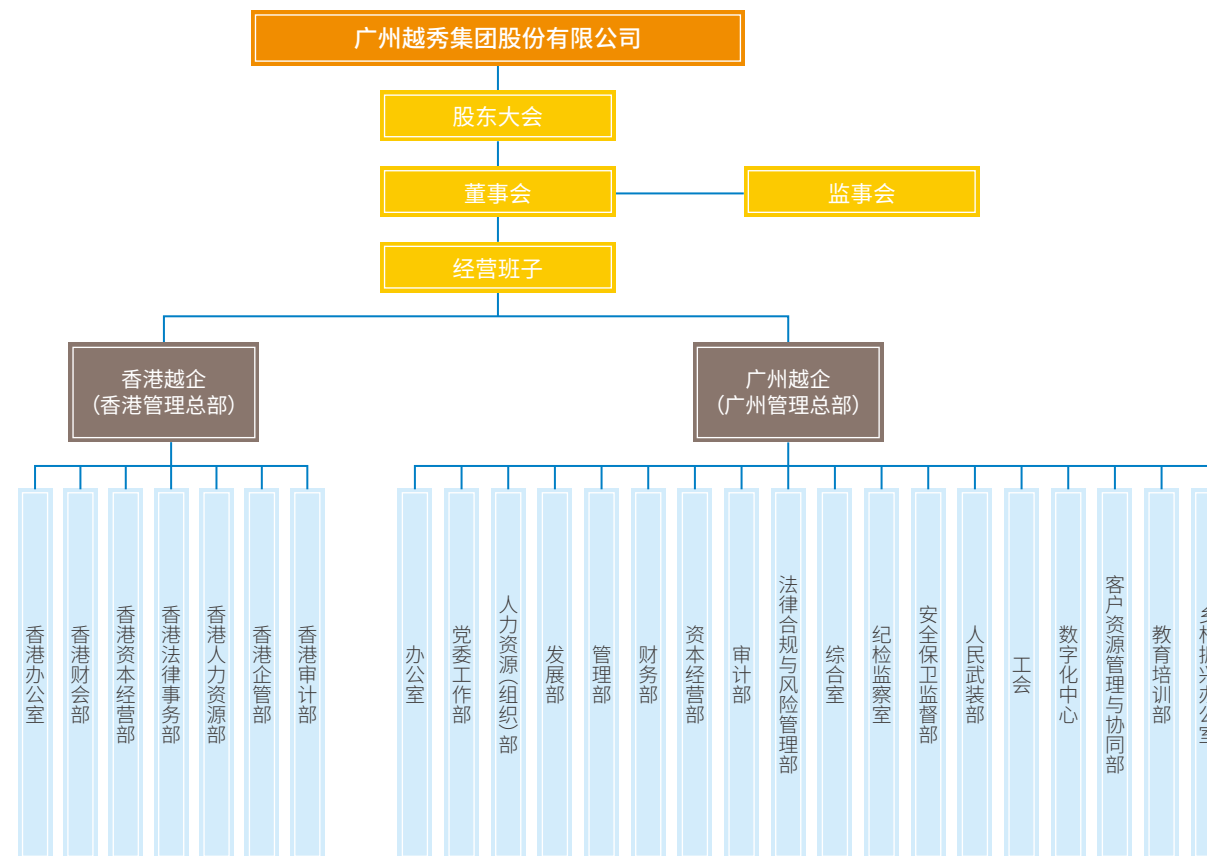 广州越秀集团股份有限公司
股东大会
董事会
监事会
经营班子
香港越企
（香港管理总部）
广州越企
（广州管理总部）
香港办公室
香港财会部
香港资本经营部
香港法律事务部
香港人力资源部
香港企管部
香港审计部
办公室
党委工作部
人力资源（组织）部
发展部
管理部
财务部
资本经营部
审计部
法律合规与风险管理部
综合室
纪检监察室
安全保卫监督部
人民武装部
工会
数字化中心
客户资源管理与协同部
教育培训部
乡村振兴办公室